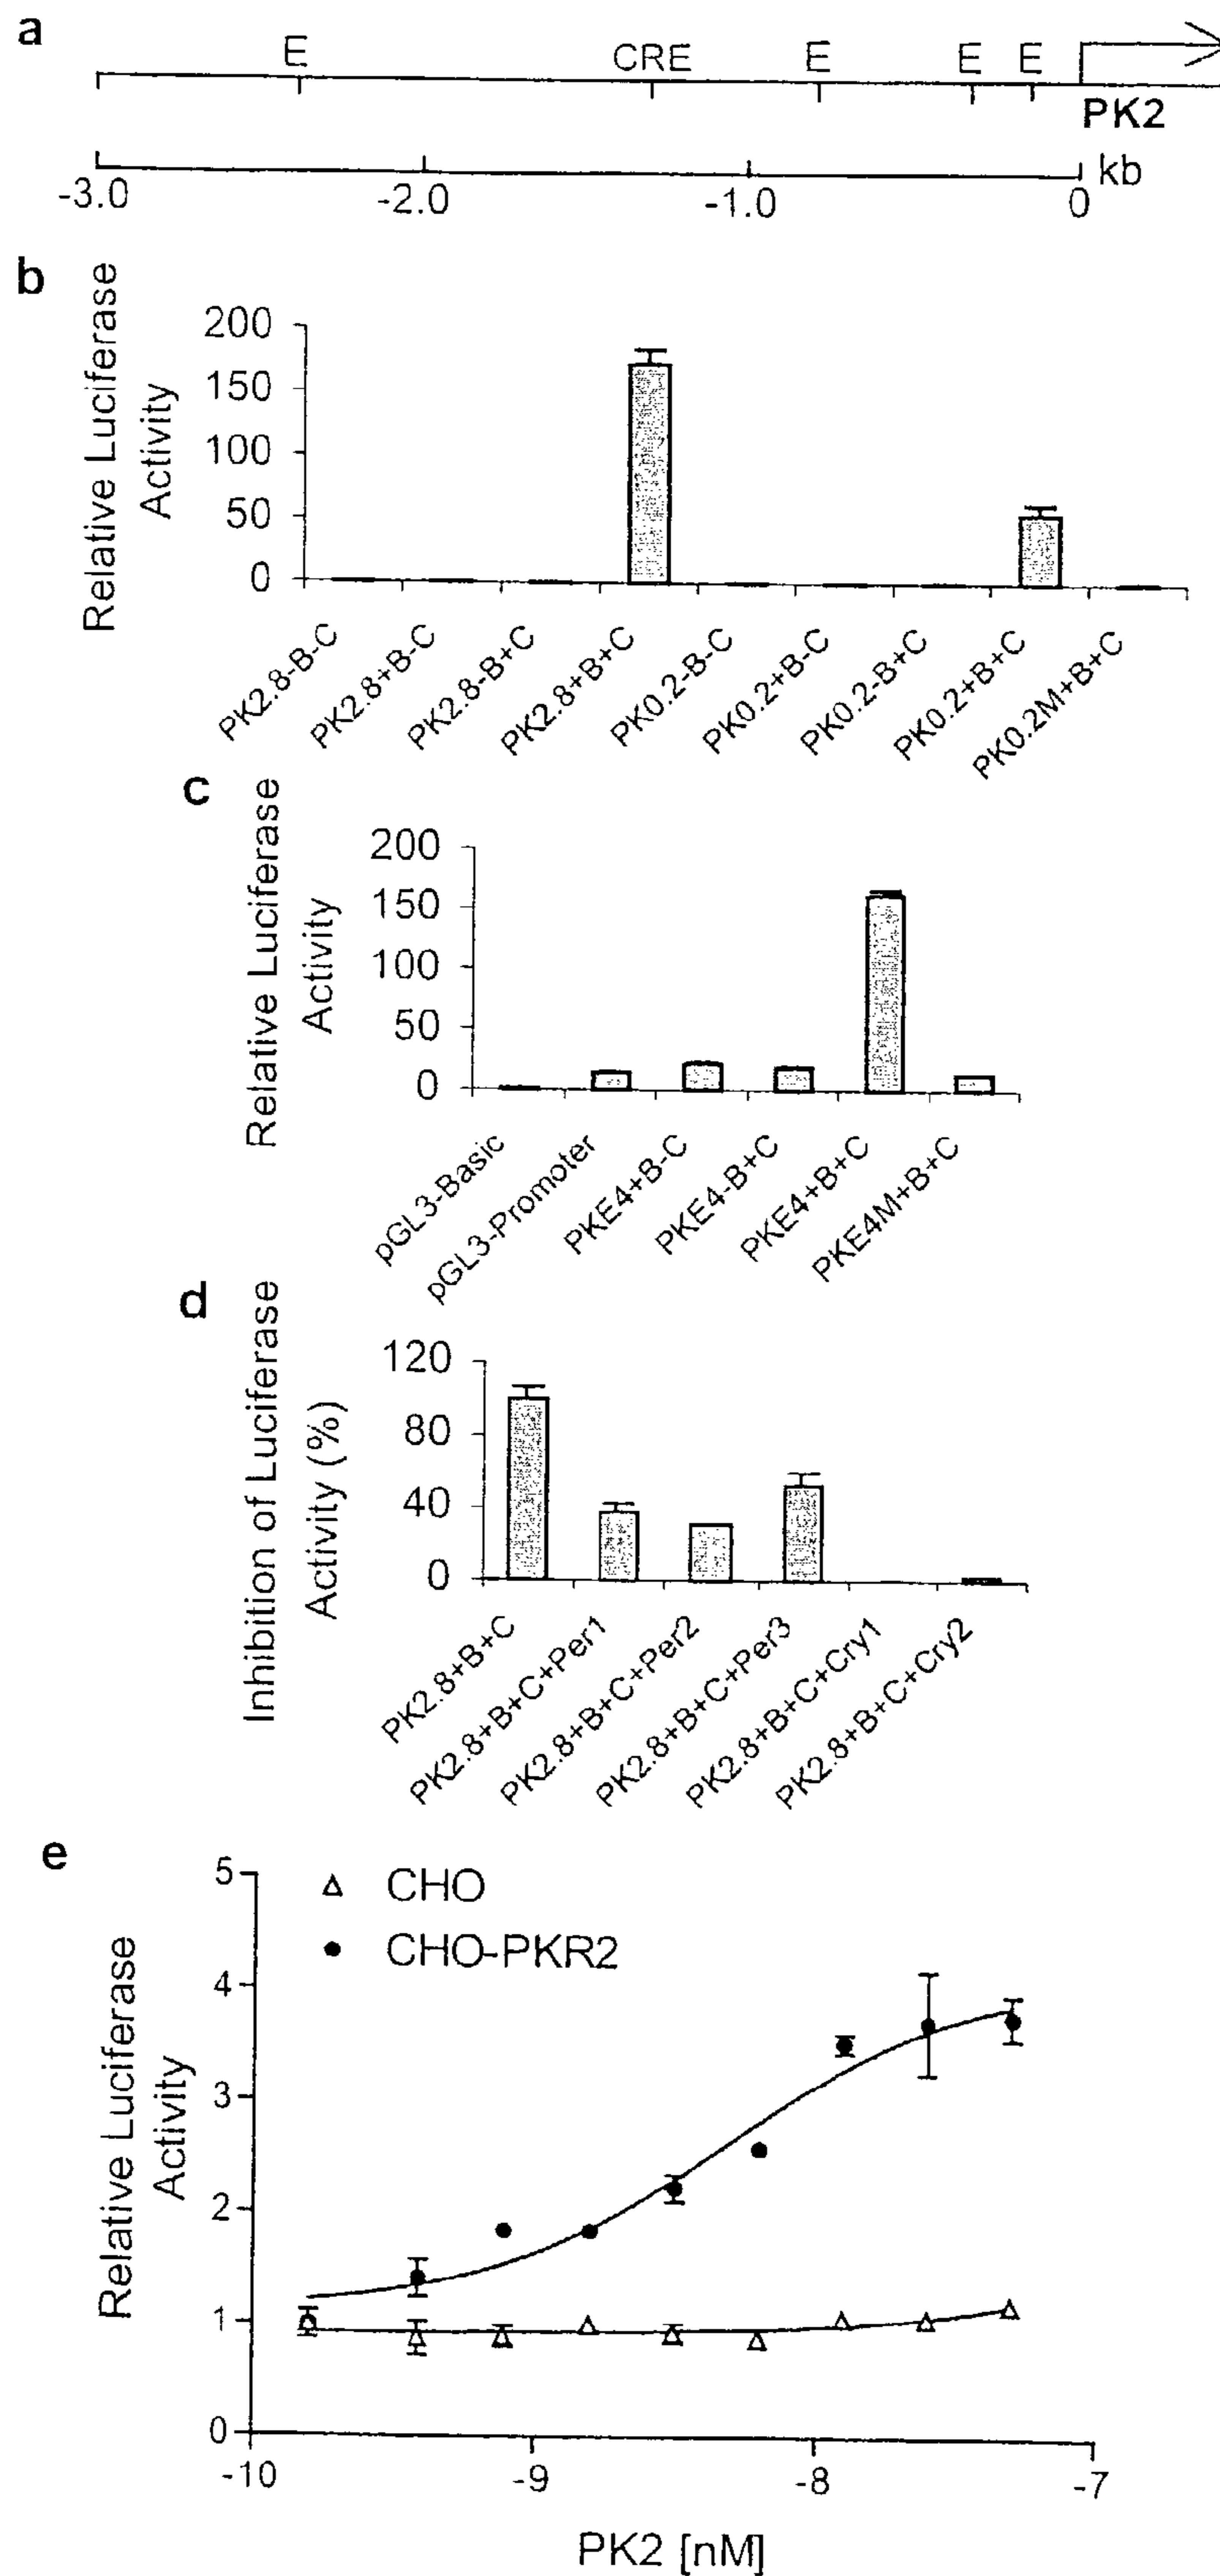 a
E CRE E E E
PK2
kb
-3.0 -2.0 -1.0 0
b
Relative Luciferase
Activity
200
150
100
50
0
PK2.8-B-C
PK2.8+B-C
PK2.8-B+C
PK2.8+B+C
PK0.2-B-C
PK0.2+B-C
PK0.2-B+C
PK0.2+B+C
PK0.2M+B+C
c
Relative Luciferase
Activity
200
150
100
50
0
pGL3-Basic
pGL3-Promoter
PKE4+B-C
PKE4-B+C
PKE4+B+C
PKE4M+B+C
d
Inhibition of Luciferase
Activity (%)
120
80
40
0
PK2.8+B+C
PK2.8+B+C+Per1
PK2.8+B+C+Per2
PK2.8+B+C+Per3
PK2.8+B+C+Cry1
PK2.8+B+C+Cry2
e
Relative Luciferase
Activity
5
4
3
2
1
0
CHO
CHO-PKR2
-10 -9 -8 -7
PK2 [nM]